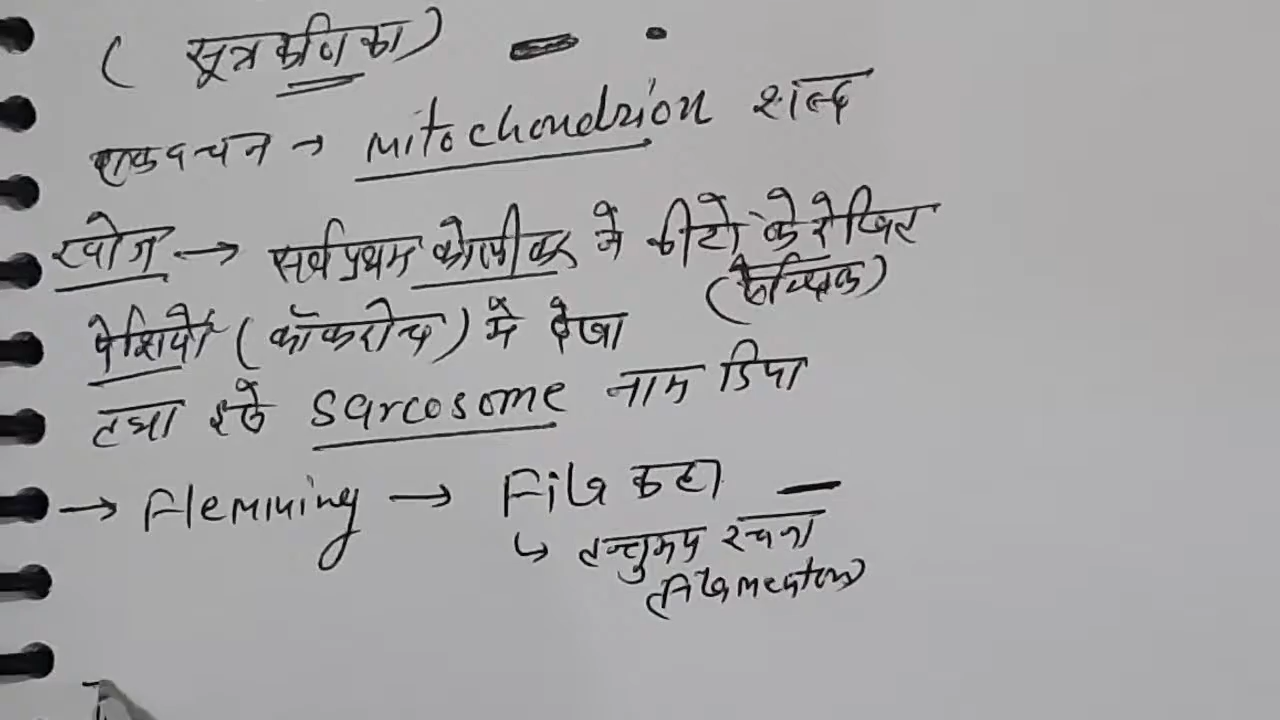 ( सूत्रकणिका )
एकवचन → Mitochondrion शब्द
खोज → सर्वप्रथम कोलीकर ने कीटों के रेखित
(ऐच्छिक)
पेशियों (कॉकरोच) में देखा
तथा इसे Sarcosome नाम दिया
→ Flemming → Fila कहा
↳ तन्तुमय रचना
filamentous